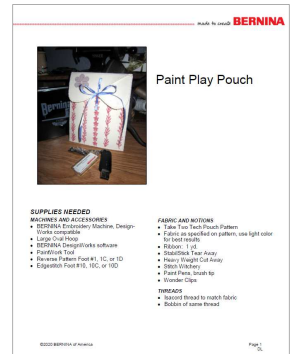 made to create BERNINA
Bernina
Paint Play Pouch
SUPPLIES NEEDED
MACHINES AND ACCESSORIES
• BERNINA Embroidery Machine, Design-
Works compatible
• Large Oval Hoop
• BERNINA DesignWorks software
• PaintWork Tool
• Reverse Pattern Foot #1, 1C, or 1D
• Edgestitch Foot #10, 10C, or 10D
FABRIC AND NOTIONS
• Take Two Tech Pouch Pattern
• Fabric as specified on pattern, use light color
for best results
• Ribbon: 1 yd.
• StabilStick Tear Away
• Heavy Weight Cut Away
• Stitch Witchery
• Paint Pens, brush tip
• Wonder Clips
THREADS
• Isacord thread to match fabric
• Bobbin of same thread
©2020 BERNINA of America
Page 1
DL